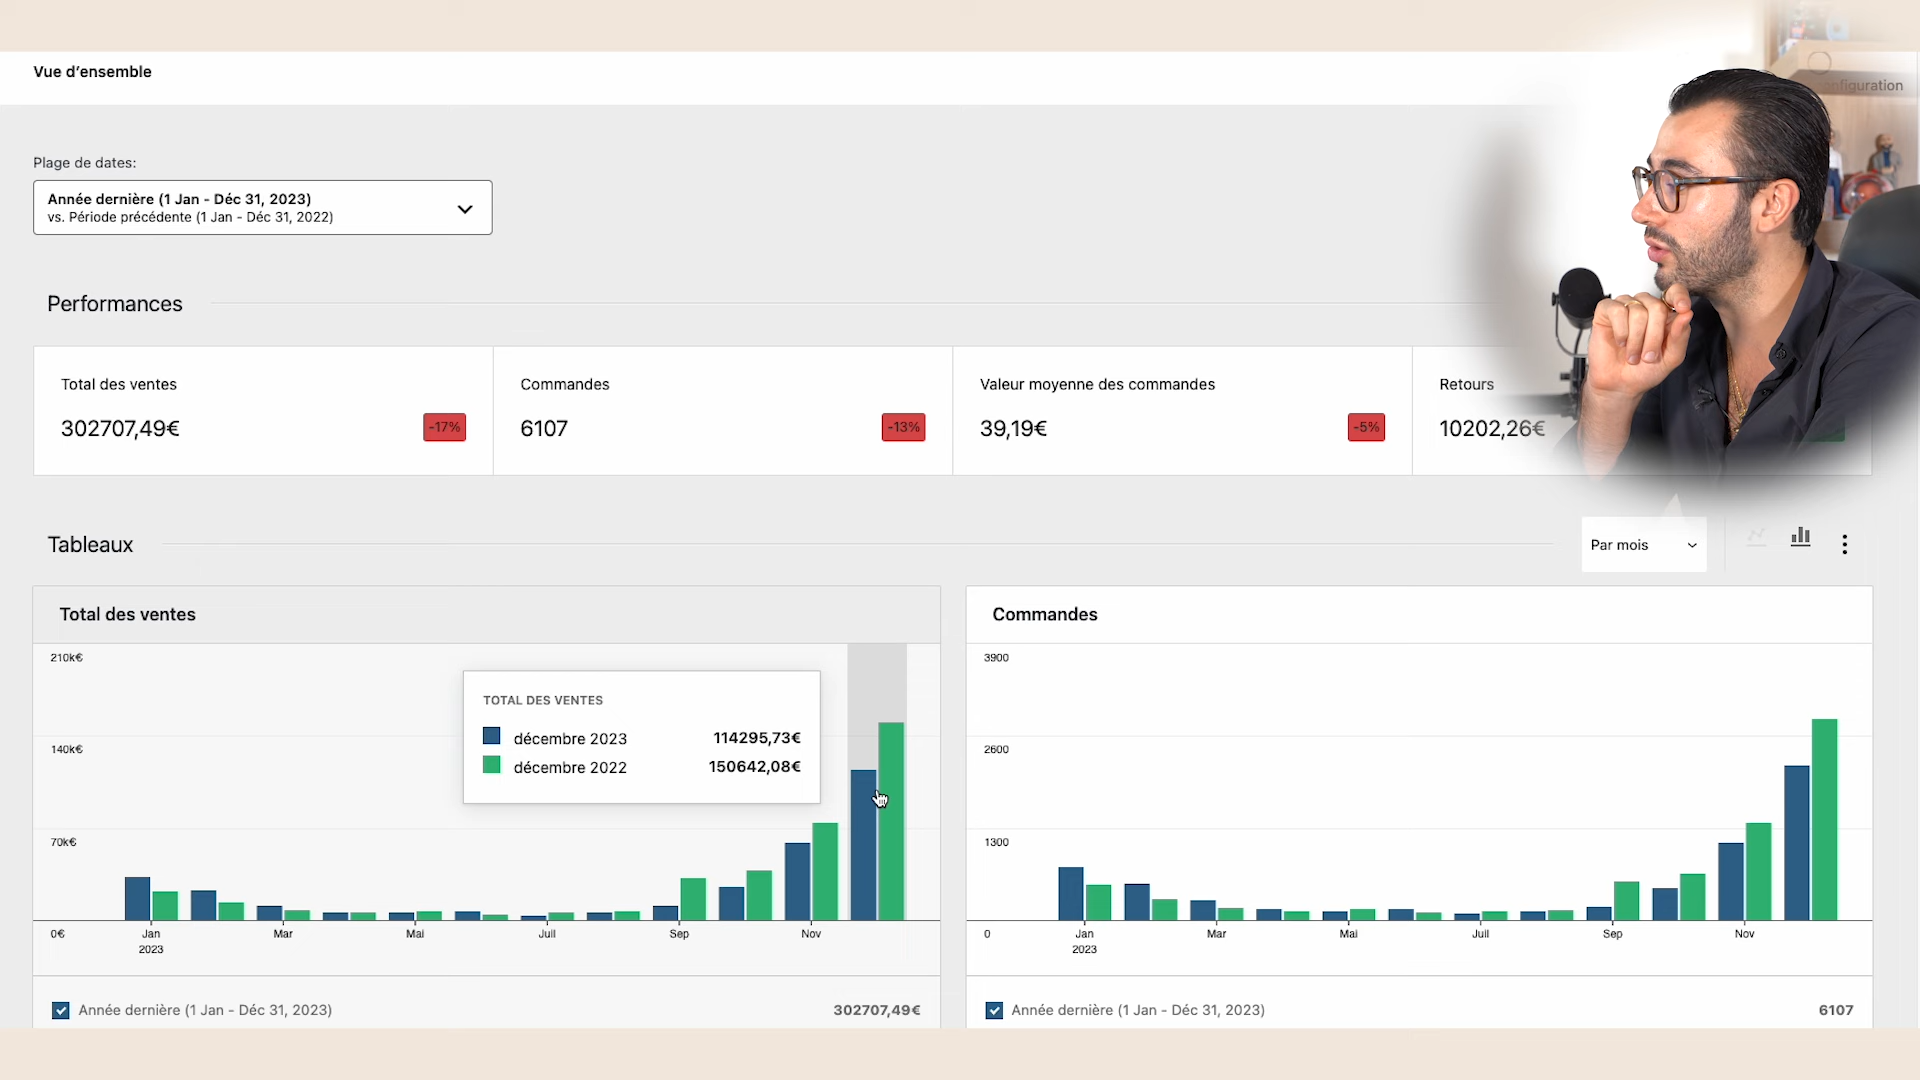 Vue d'ensemble
Plage de dates:
Année dernière (1 Jan - Déc 31, 2023)
vs. Période précédente (1 Jan - Déc 31, 2022)
Performances
Total des ventes
302707,49€
-17%
Commandes
6107
-13%
Valeur moyenne des commandes
39,19€
-5%
Retours
10202,26€
Tableaux
Par mois
Total des ventes
210k€
140k€
70k€
0€
TOTAL DES VENTES
décembre 2023 114295,73€
décembre 2022 150642,08€
Jan Mar Mai Juil Sep Nov
2023
Année dernière (1 Jan - Déc 31, 2023) 302707,49€
Commandes
3900
2600
1300
0
Jan Mar Mai Juil Sep Nov
2023
Année dernière (1 Jan - Déc 31, 2023) 6107